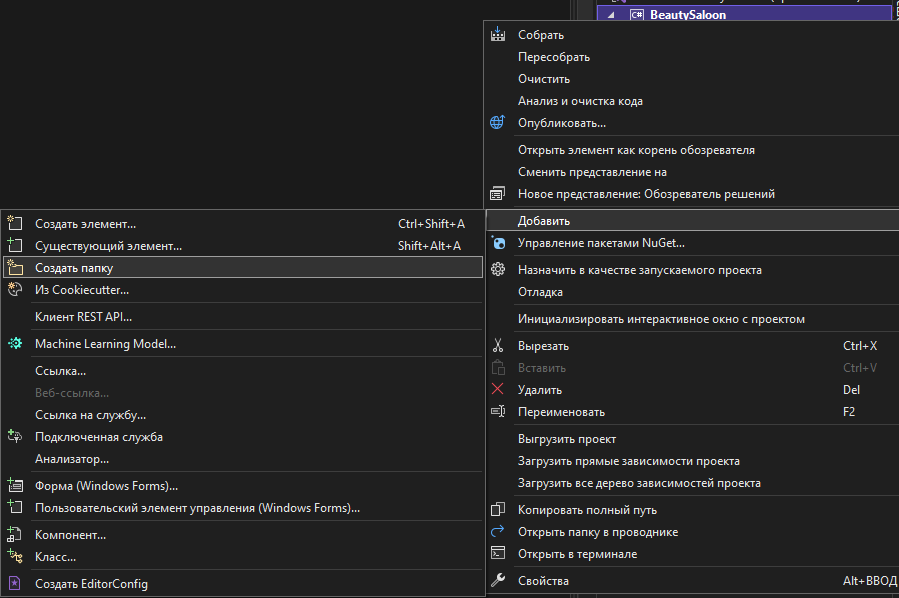 C# BeautySaloon
Собрать
Пересобрать
Очистить
Анализ и очистка кода
Опубликовать...
Открыть элемент как корень обозревателя
Сменить представление на
Новое представление: Обозреватель решений
Добавить
Управление пакетами NuGet...
Назначить в качестве запускаемого проекта
Отладка
Инициализировать интерактивное окно с проектом
Вырезать Ctrl+X
Вставить Ctrl+V
Удалить Del
Переименовать F2
Выгрузить проект
Загрузить прямые зависимости проекта
Загрузить все дерево зависимостей проекта
Копировать полный путь
Открыть папку в проводнике
Открыть в терминале
Свойства Alt+ВВОД
Создать элемент... Ctrl+Shift+A
Существующий элемент... Shift+Alt+A
Создать папку
Из Cookiecutter...
Клиент REST API...
Machine Learning Model...
Ссылка...
Веб-ссылка...
Ссылка на службу...
Подключенная служба
Анализатор...
Форма (Windows Forms)...
Пользовательский элемент управления (Windows Forms)...
Компонент...
Класс...
Создать EditorConfig